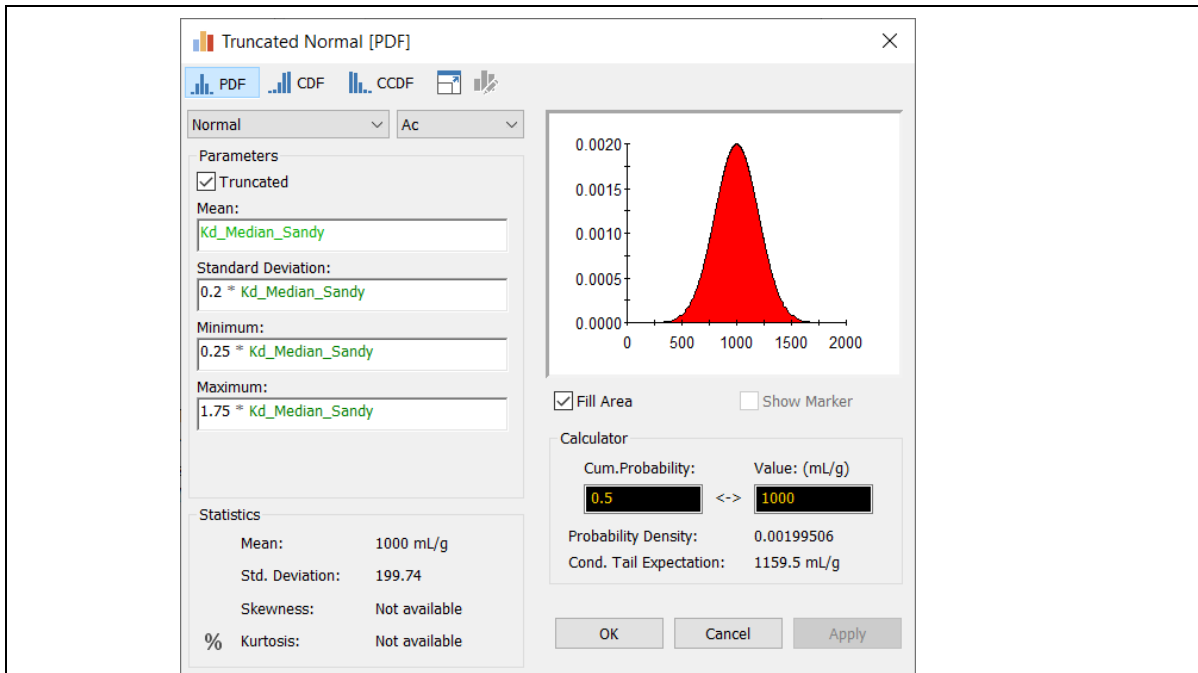 Truncated Normal [PDF]
PDF CDF CCDF
Normal Ac
Parameters
Truncated
Mean:
Kd_Median_Sandy
Standard Deviation:
0.2 * Kd_Median_Sandy
Minimum:
0.25 * Kd_Median_Sandy
Maximum:
1.75 * Kd_Median_Sandy
Statistics
Mean: 1000 mL/g
Std. Deviation: 199.74
Skewness: Not available
% Kurtosis: Not available
0.0020
0.0015
0.0010
0.0005
0.0000
0 500 1000 1500 2000
Fill Area Show Marker
Calculator
Cum.Probability: Value: (mL/g)
0.5 <-> 1000
Probability Density: 0.00199506
Cond. Tail Expectation: 1159.5 mL/g
OK Cancel Apply